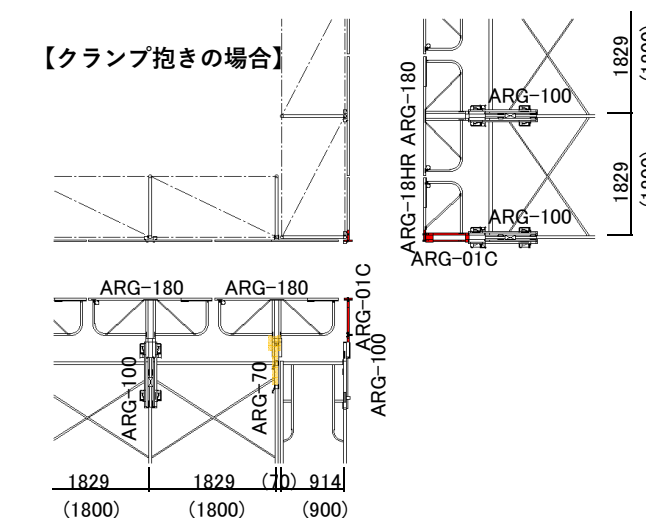 【クランプ抱きの場合】
ARG-180
ARG-18HR
ARG-100
ARG-100
ARG-01C
1829
(1800)
1829
(1800)
ARG-180
ARG-180
ARG-01C
ARG-100
ARG-70
ARG-100
1829
1829
(70)
914
(1800)
(1800)
(900)